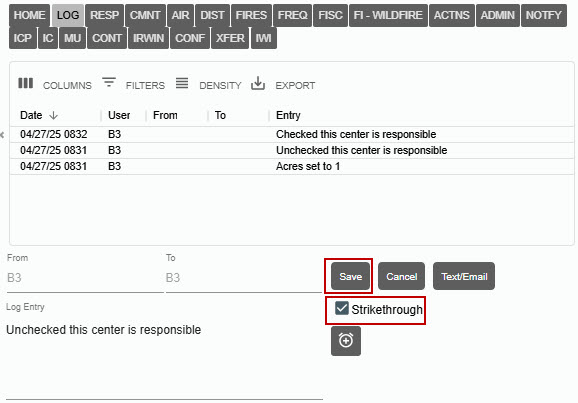 HOME LOG RESP CMNT AIR DIST FIRES FREQ FISC FI - WILDFIRE ACTNS ADMIN NOTFY
ICP IC MU CONT IRWIN CONF XFER IWI
COLUMNS FILTERS DENSITY EXPORT
Date User From To Entry
04/27/25 0832 B3 Checked this center is responsible
04/27/25 0831 B3 Unchecked this center is responsible
04/27/25 0831 B3 Acres set to 1
From To
B3 B3 Save Cancel Text/Email
Log Entry Strikethrough
Unchecked this center is responsible